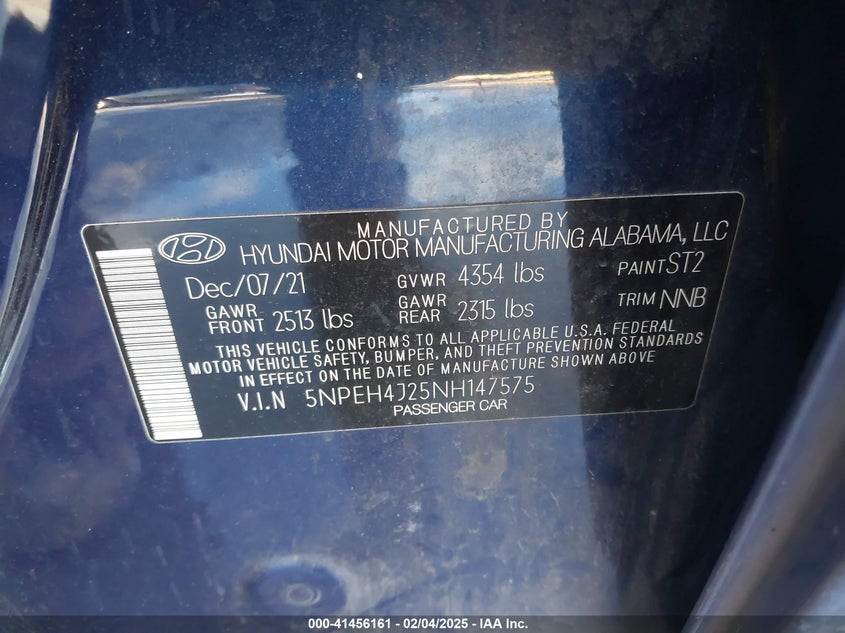 MANUFACTURED BY
HYUNDAI MOTOR MANUFACTURING ALABAMA, LLC
Dec/07/21 GVWR 4354 lbs PAINT ST2
GAWR FRONT 2513 lbs GAWR REAR 2315 lbs TRIM NNB
THIS VEHICLE CONFORMS TO ALL APPLICABLE U.S.A. FEDERAL
MOTOR VEHICLE SAFETY, BUMPER, AND THEFT PREVENTION STANDARDS
IN EFFECT ON THE DATE OF MANUFACTURE SHOWN ABOVE
V.I.N 5NPEH4J25NH147575
PASSENGER CAR
000-41456161 - 02/04/2025 - © IAA Inc.